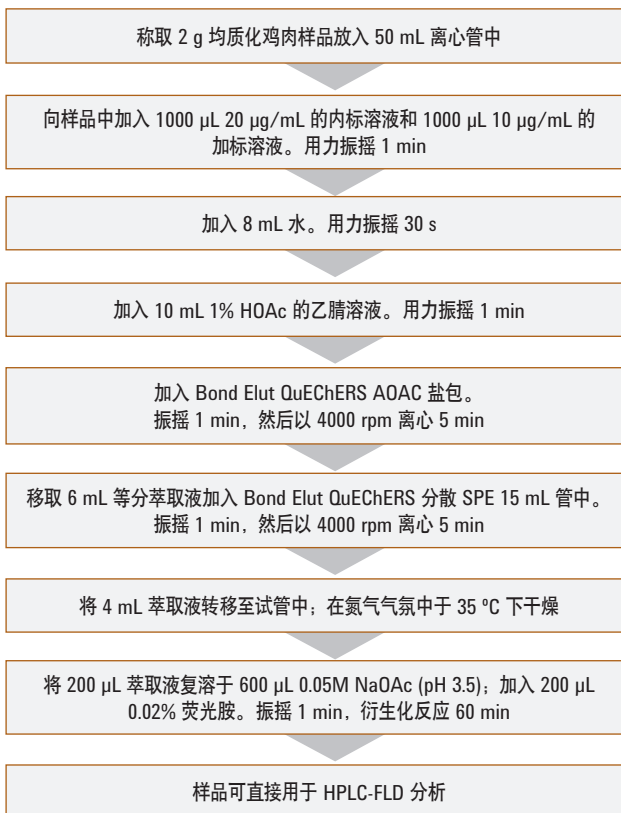 称取 2 g 均质化鸡肉样品放入 50 mL 离心管中
向样品中加入 1000 µL 20 µg/mL 的内标溶液和 1000 µL 10 µg/mL 的
加标溶液。用力振摇 1 min
加入 8 mL 水。用力振摇 30 s
加入 10 mL 1% HOAc 的乙腈溶液。用力振摇 1 min
加入 Bond Elut QuEChERS AOAC 盐包。
振摇 1 min，然后以 4000 rpm 离心 5 min
移取 6 mL 等分萃取液加入 Bond Elut QuEChERS 分散 SPE 15 mL 管中。
振摇 1 min，然后以 4000 rpm 离心 5 min
将 4 mL 萃取液转移至试管中；在氮气气氛中于 35 ºC 下干燥
将 200 µL 萃取液复溶于 600 µL 0.05M NaOAc (pH 3.5)；加入 200 µL
0.02% 荧光胺。振摇 1 min，衍生化反应 60 min
样品可直接用于 HPLC-FLD 分析